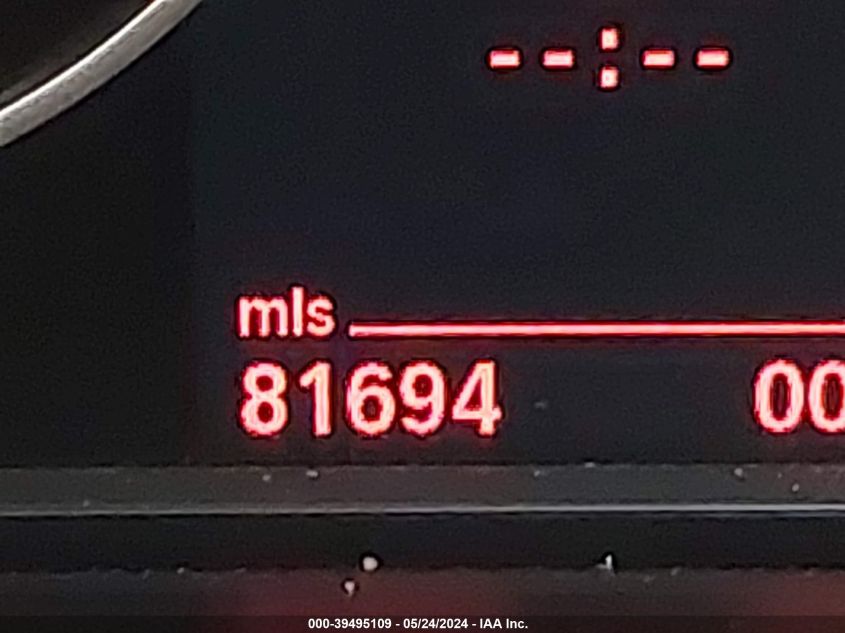 --:--
mls
81694 00
000-39495109 - 05/24/2024 - IAA Inc.